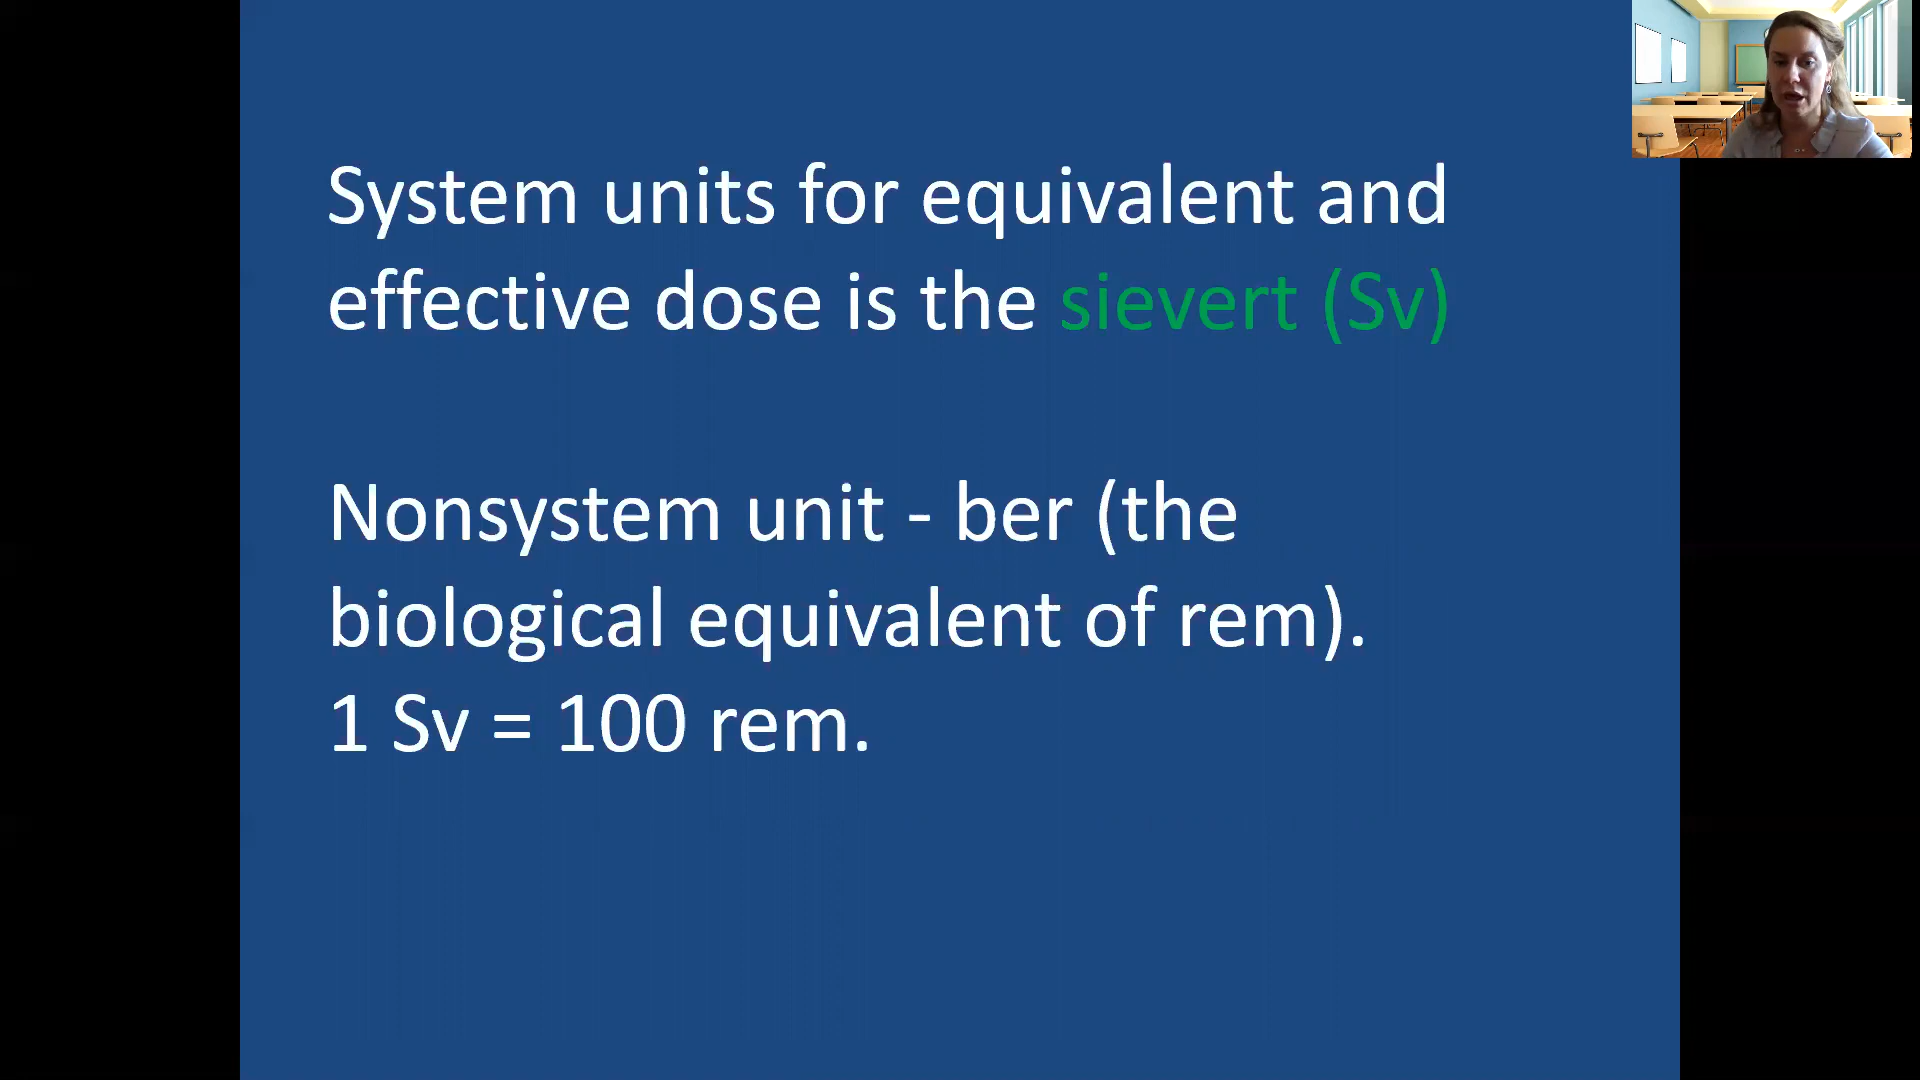 System units for equivalent and
effective dose is the sievert (Sv)
Nonsystem unit - ber (the
biological equivalent of rem).
1 Sv = 100 rem.